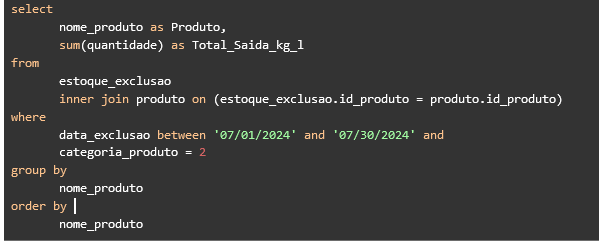 select
nome_produto as Produto,
sum(quantidade) as Total_Saida_kg_l
from
estoque_exclusao
inner join produto on (estoque_exclusao.id_produto = produto.id_produto)
where
data_exclusao between '07/01/2024' and '07/30/2024' and
categoria_produto = 2
group by
nome_produto
order by
nome_produto